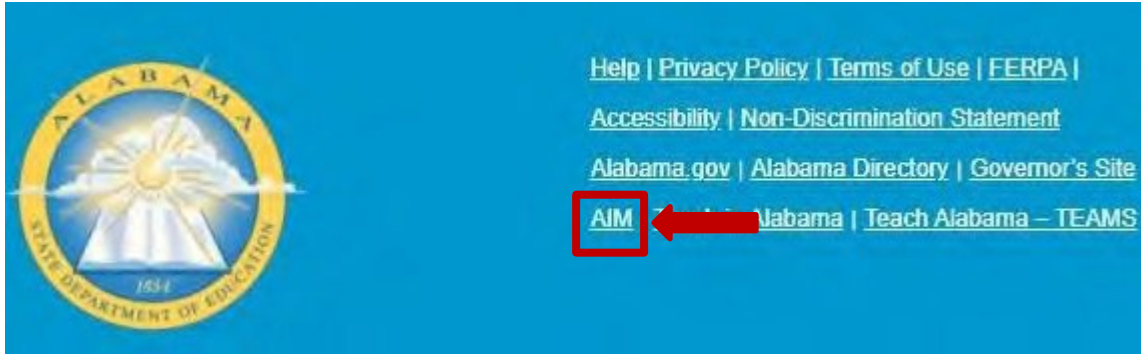 ALABAMA
STATE DEPARTMENT OF EDUCATION
1854
Help | Privacy Policy | Terms of Use | FERPA |
Accessibility | Non-Discrimination Statement
Alabama.gov | Alabama Directory | Governor's Site
AIM Alabama | Teach Alabama – TEAMS